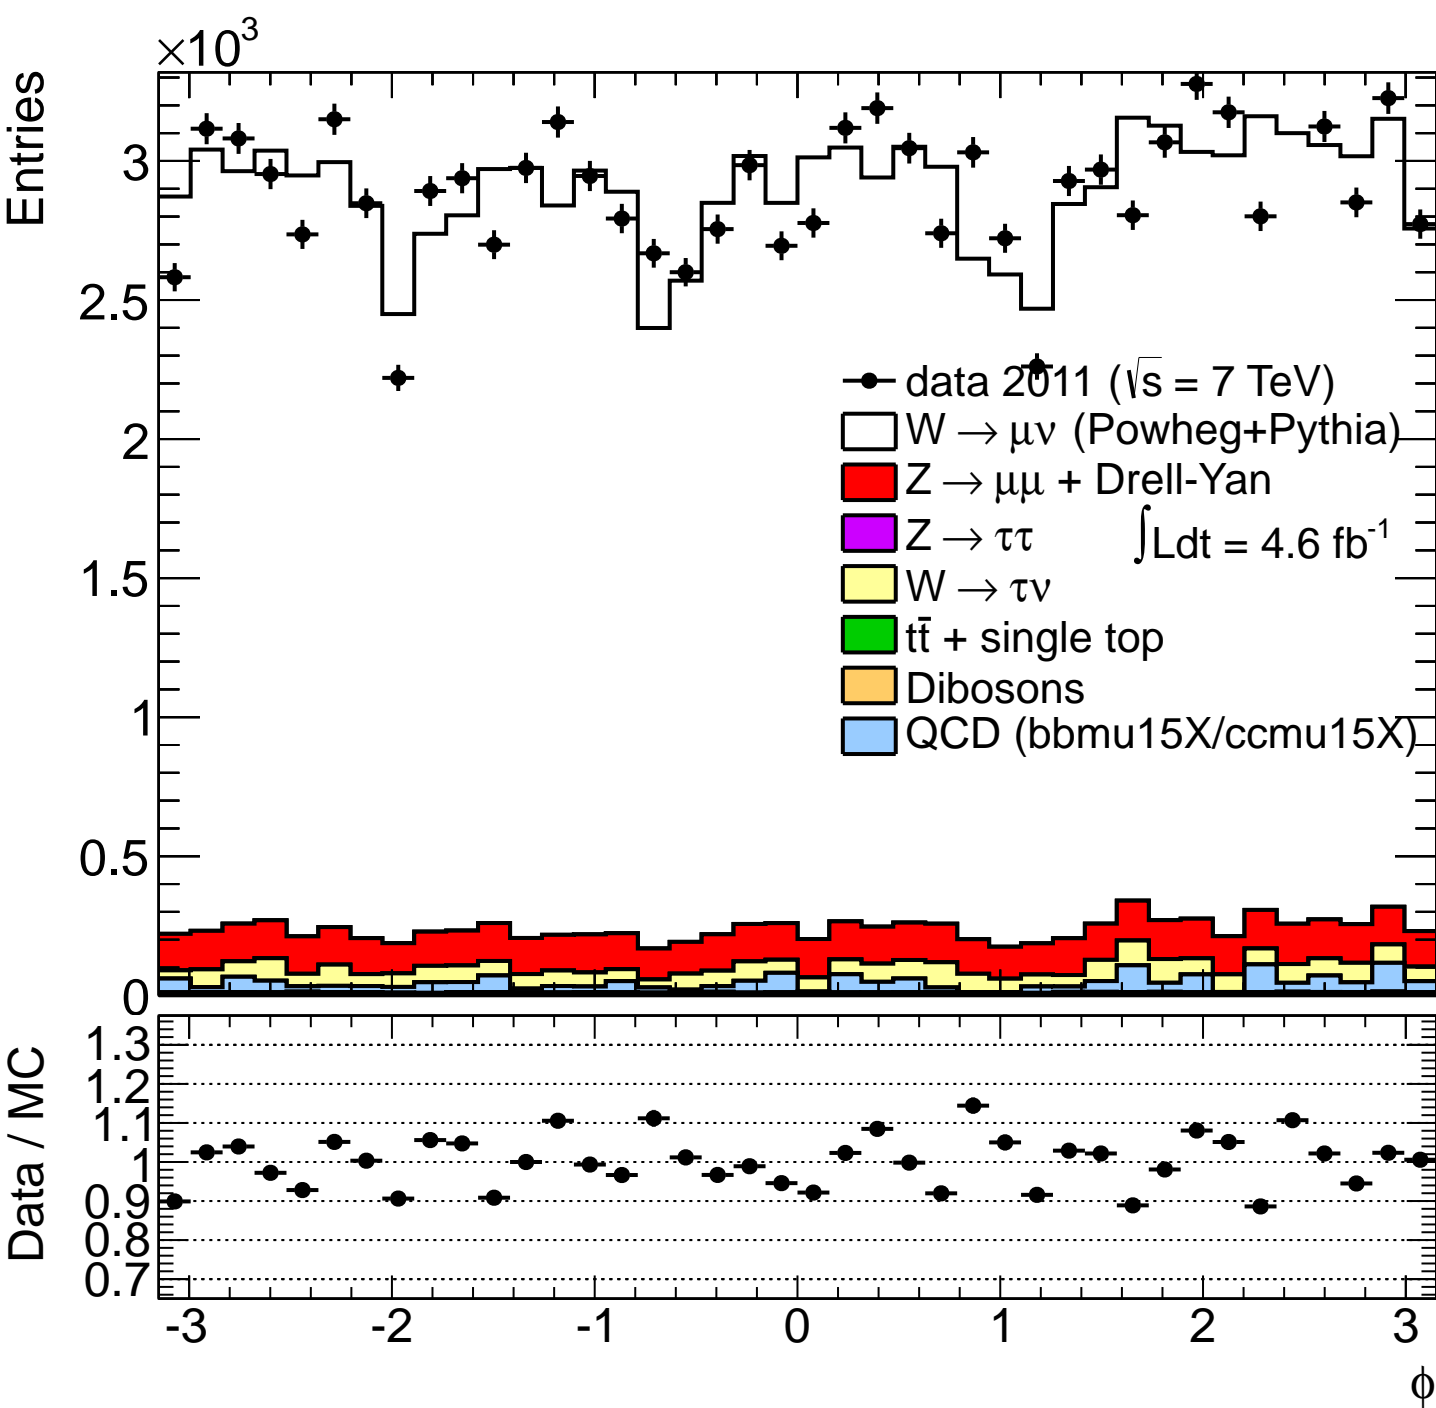 ×10³
Entries
3
2.5
2
1.5
1
0.5
0
data 2011 (√s = 7 TeV)
W → μν (Powheg+Pythia)
Z → μμ + Drell-Yan
Z → ττ
∫Ldt = 4.6 fb⁻¹
W → τν
tt̄ + single top
Dibosons
QCD (bbmu15X/ccmu15X)
Data / MC
1.3
1.2
1.1
1
0.9
0.8
0.7
-3 -2 -1 0 1 2 3
ϕ